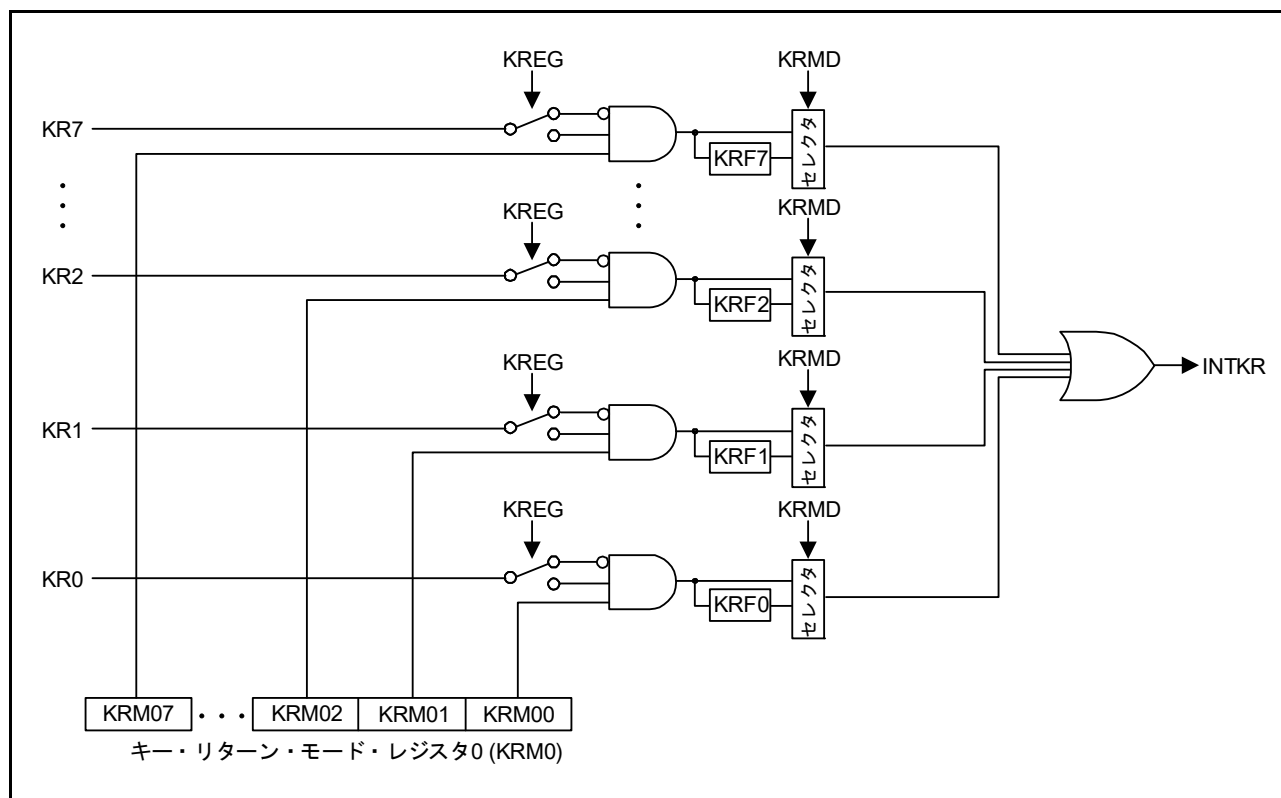 KREG
KRMD
KR7
KRF7
セレクタ
KREG
KRMD
KR2
KRF2
セレクタ
KREG
KRMD
INTKR
KR1
KRF1
セレクタ
KREG
KRMD
KR0
KRF0
セレクタ
KRM07 ・・・ KRM02 KRM01 KRM00
キー・リターン・モード・レジスタ0 (KRM0)